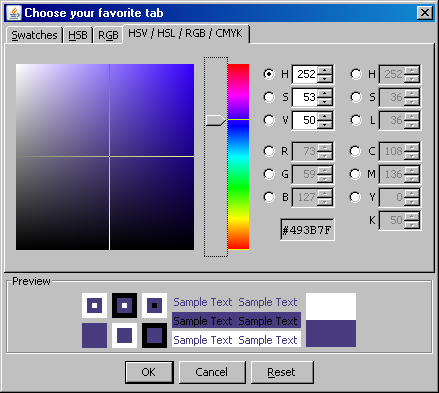 Choose your favorite tab
Swatches HSB RGB HSV / HSL / RGB / CMYK
H 252 H 252
S 53 S 36
V 50 L 36
R 73 C 108
G 59 M 136
B 127 Y 0
#493B7F K 50
Preview
Sample Text Sample Text
Sample Text Sample Text
Sample Text Sample Text
OK Cancel Reset